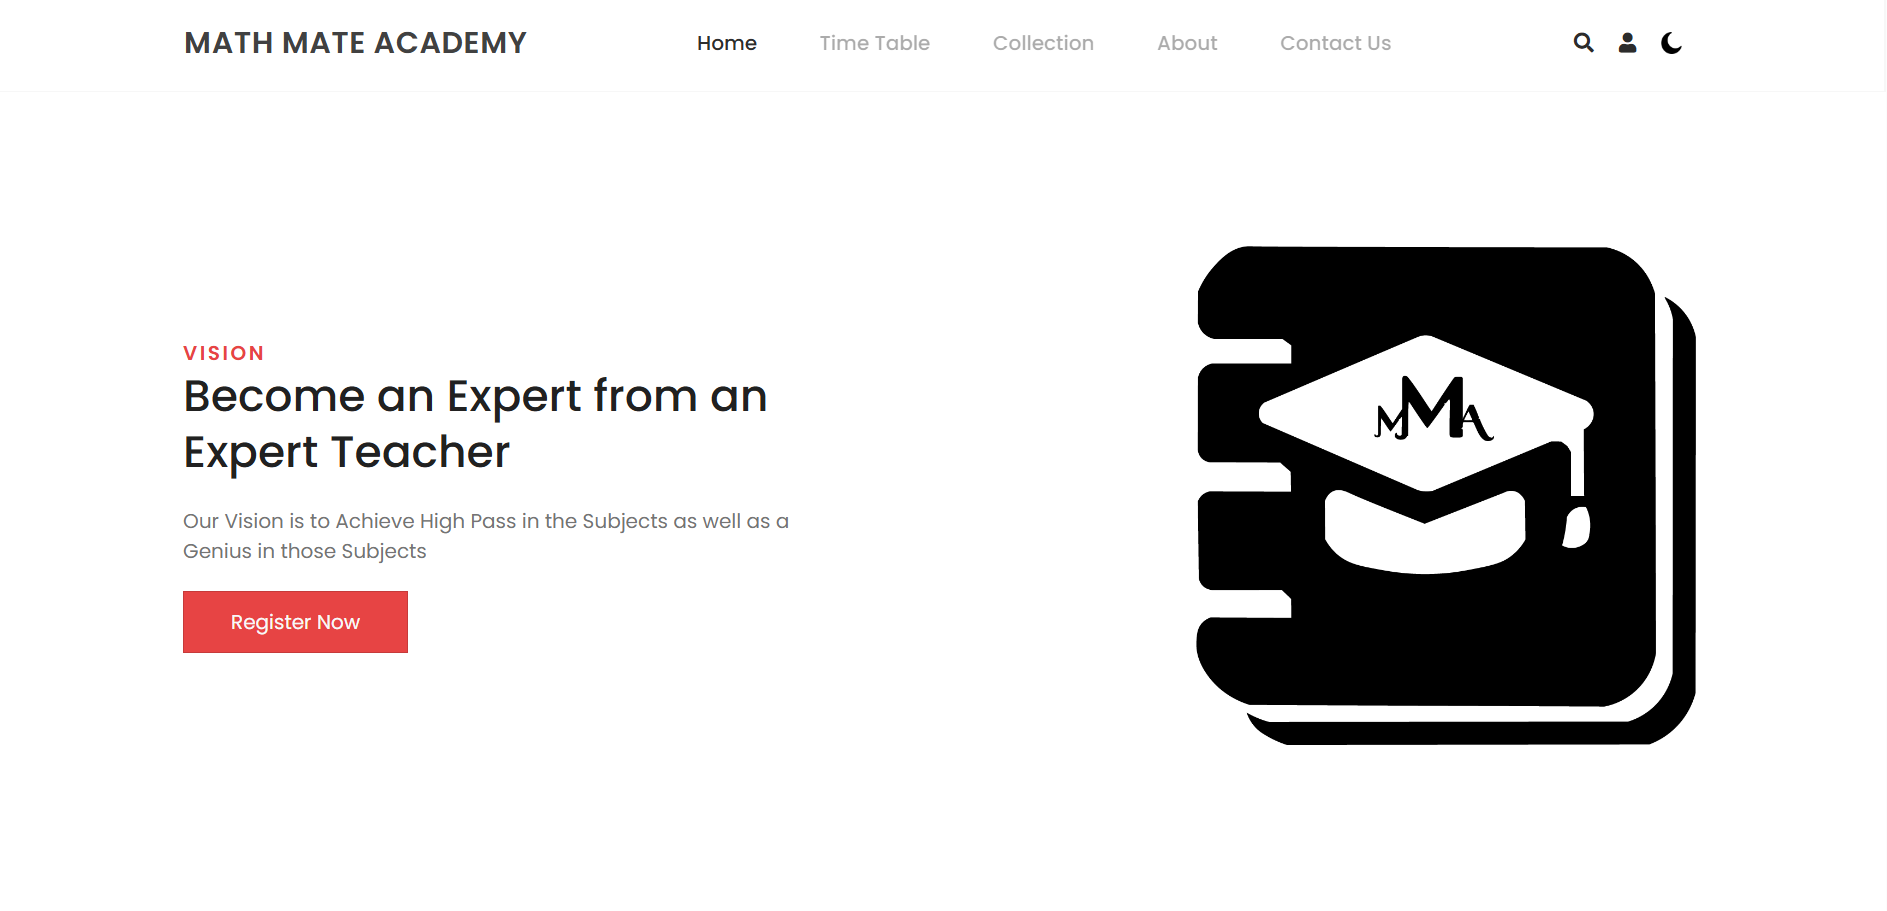 MATH MATE ACADEMY
Home
Time Table
Collection
About
Contact Us
VISION
Become an Expert from an
Expert Teacher
Our Vision is to Achieve High Pass in the Subjects as well as a
Genius in those Subjects
Register Now
MMA